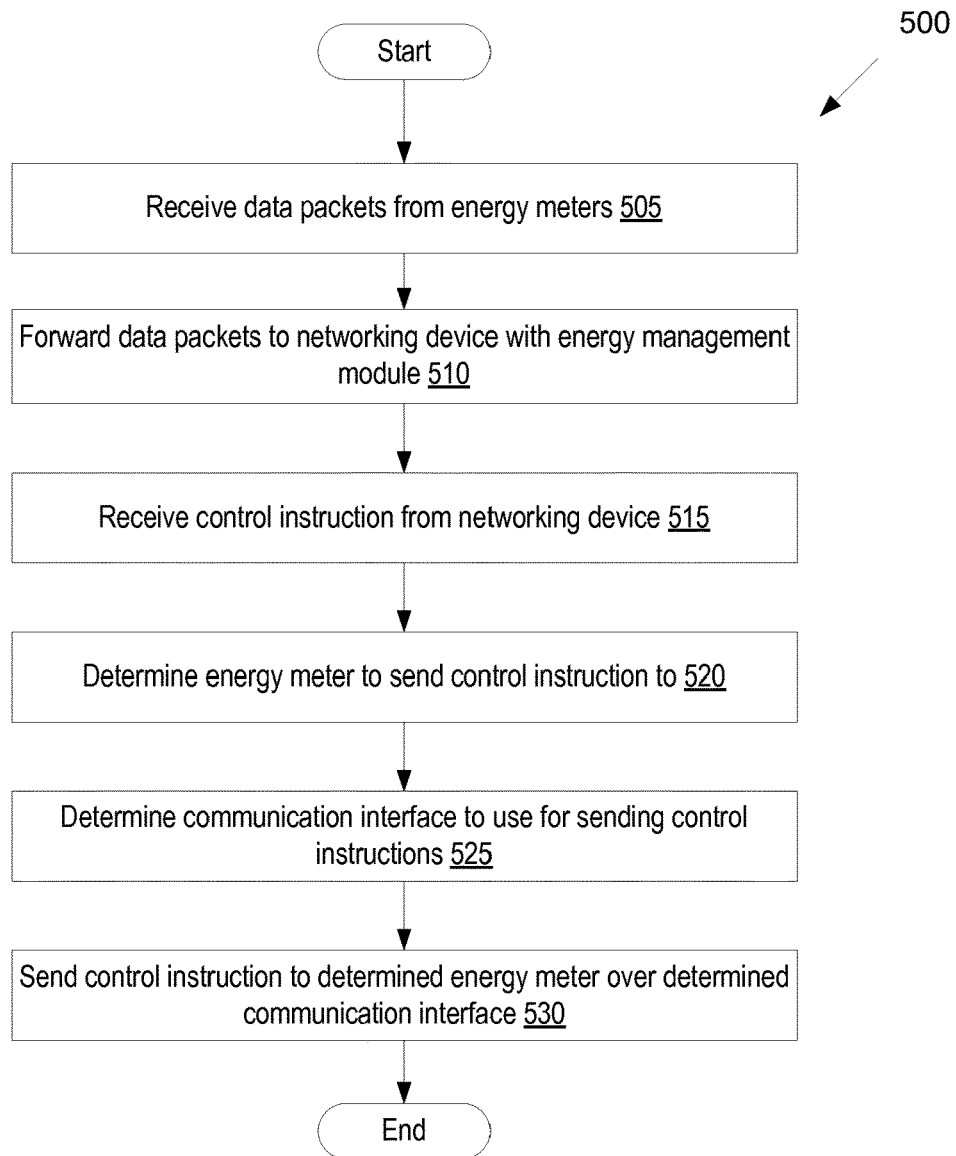 500
Start
Receive data packets from energy meters 505
Forward data packets to networking device with energy management
module 510
Receive control instruction from networking device 515
Determine energy meter to send control instruction to 520
Determine communication interface to use for sending control
instructions 525
Send control instruction to determined energy meter over determined
communication interface 530
End